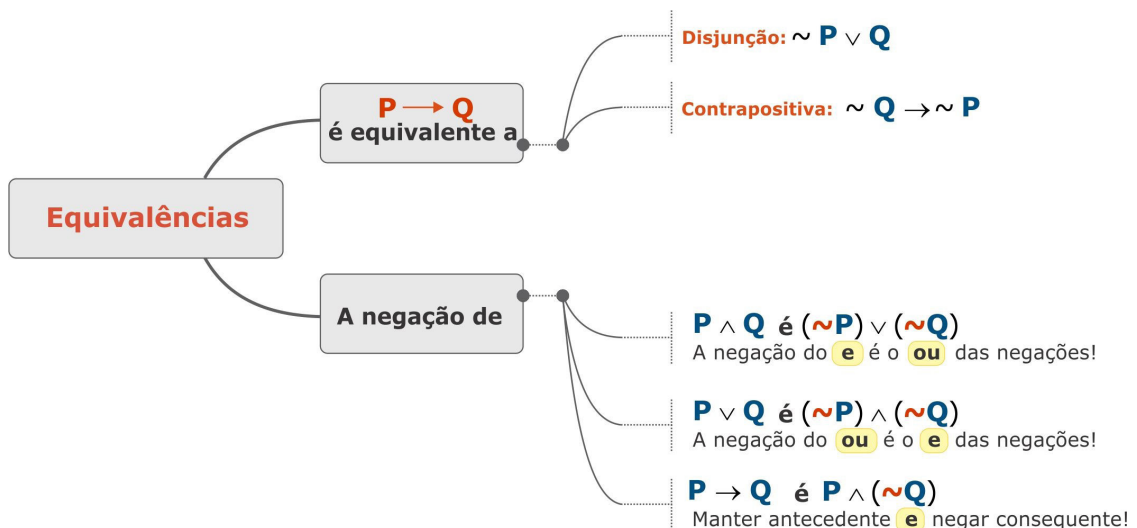 Equivalências
P → Q
é equivalente a
Disjunção: ~ P ∨ Q
Contrapositiva: ~ Q → ~ P
A negação de
P ∧ Q é (~P) ∨ (~Q)
A negação do e é o ou das negações!
P ∨ Q é (~P) ∧ (~Q)
A negação do ou é o e das negações!
P → Q é P ∧ (~Q)
Manter antecedente e negar consequente!